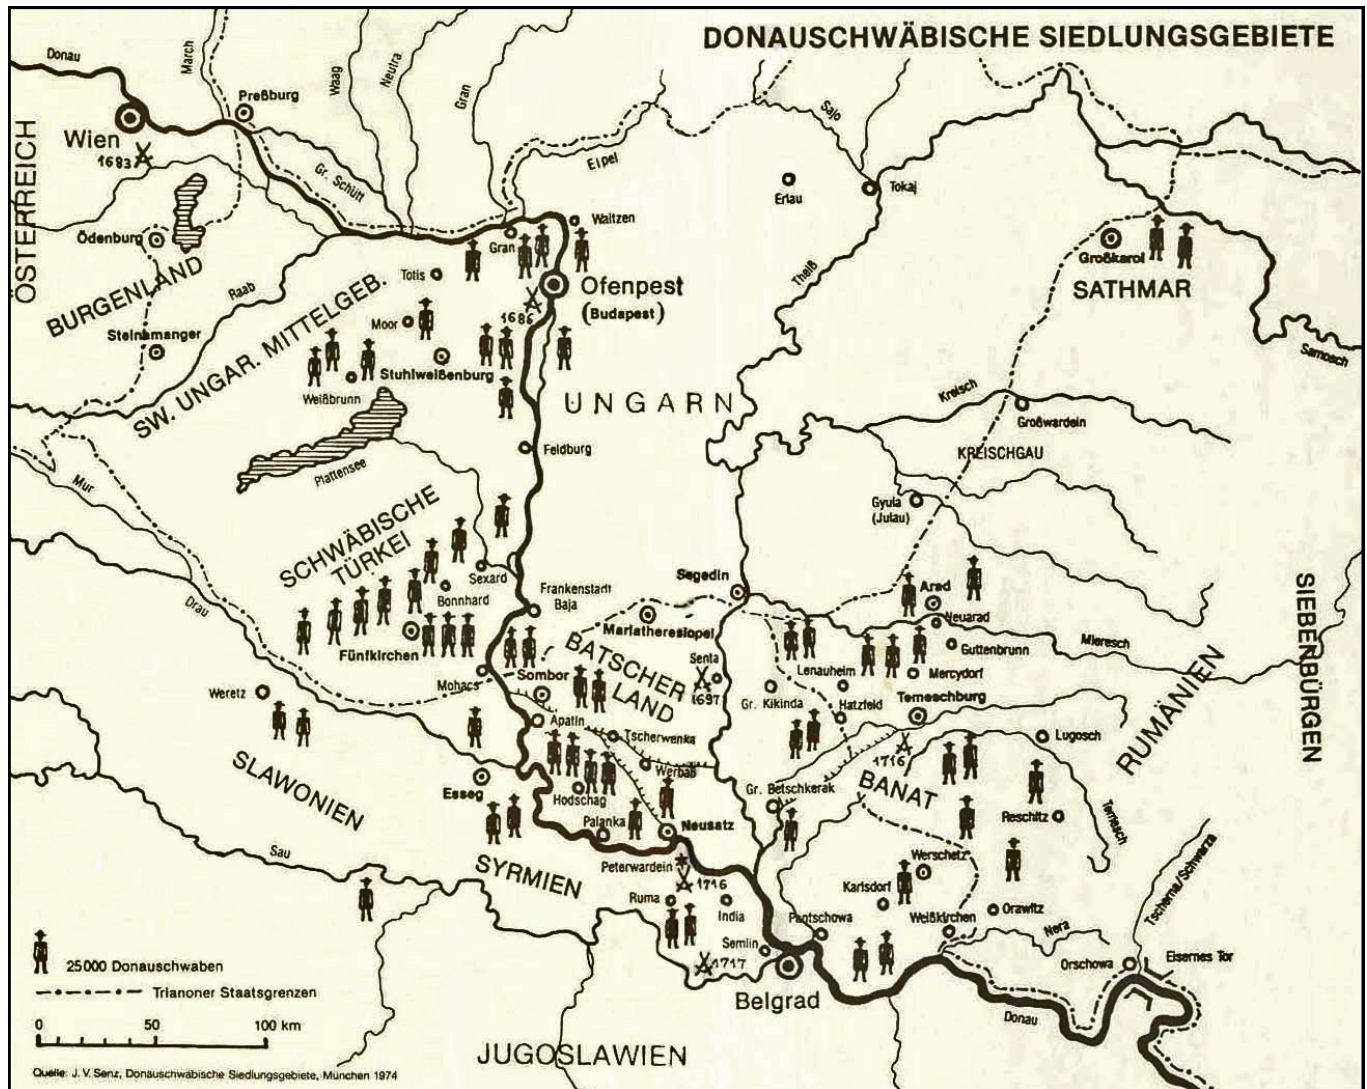 DONAUSCHWÄBISCHE SIEDLUNGSGEBIETE
Donau
March
Waag
Neutra
Gran
Sajo
Preßburg
Wien
1683
ÖSTERREICH
Gr. Schütt
Eipel
Erlau
Tokaj
Ödenburg
Gran
Waitzen
Großkarol
SATHMAR
BURGENLAND
Raab
Totis
Ofenpest
(Budapest)
1686
Theiß
Steinamanger
Moor
SW. UNGAR. MITTELGEB.
Stuhlweißenburg
Weißbrunn
Samosch
UNGARN
Kreisch
Großwardein
KREISCHGAU
Feldburg
Plattensee
Mur
Gyula
(Julau)
SCHWÄBISCHE
TÜRKEI
Sexard
Bonnhard
Segedin
Arad
Neuarad
SIEBENBÜRGEN
Drau
Frankenstadt
Baja
Mariatheresiopel
Guttenbrunn
Mieresch
Fünfkirchen
BATSCHER
LAND
Senta
1697
Lenauheim
Mercydorf
Mohacs
Sombor
Weretz
Gr. Kikinda
Hatzfeld
Temeschburg
RUMÄNIEN
Apatin
Tscherwenka
1716
Lugosch
SLAWONIEN
Esseg
Werbaß
Hodschag
Gr. Betschkerak
BANAT
Reschitz
Temesch
Palanka
Neusatz
Sau
SYRMIEN
Peterwardein
1716
Werschetz
Tscherna/Schwarza
Karlsdorf
Ruma
India
Pantschowa
Weißkirchen
Orawitz
Nera
Semlin
1717
Orschowa
Eisernes Tor
Belgrad
Donau
25000 Donauschwaben
Trianoner Staatsgrenzen
0 50 100 km
JUGOSLAWIEN
Quelle: J. V. Senz, Donauschwäbische Siedlungsgebiete, München 1974